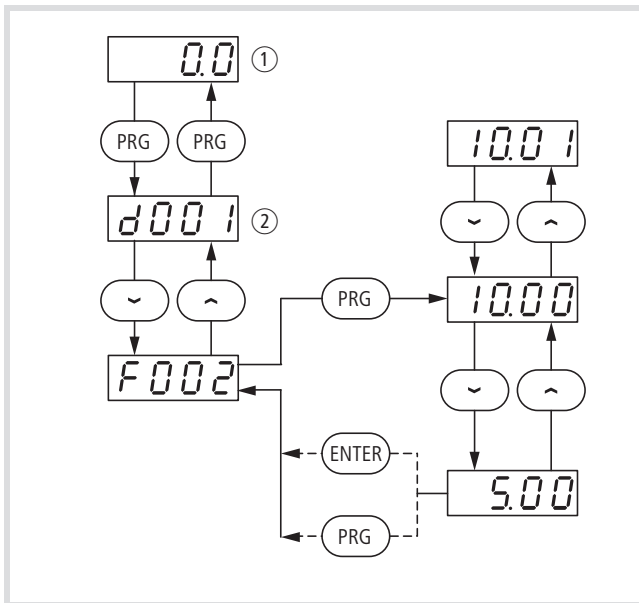 0.0 ①
PRG PRG
d001 ②
F002
PRG
10.01
10.00
5.00
ENTER
PRG